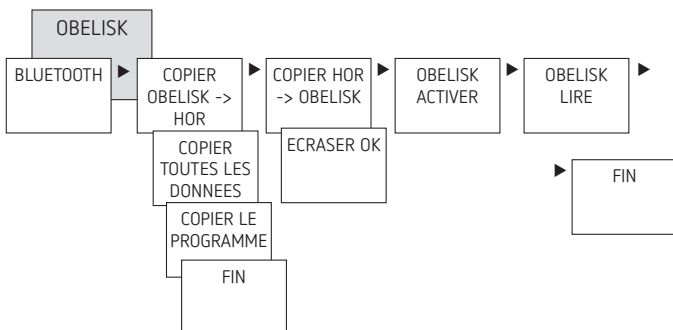 OBELISK
BLUETOOTH
COPIER
OBELISK ->
HOR
COPIER
TOUTES LES
DONNEES
COPIER LE
PROGRAMME
FIN
COPIER HOR
-> OBELISK
ECRASER OK
OBELISK
ACTIVER
OBELISK
LIRE
FIN